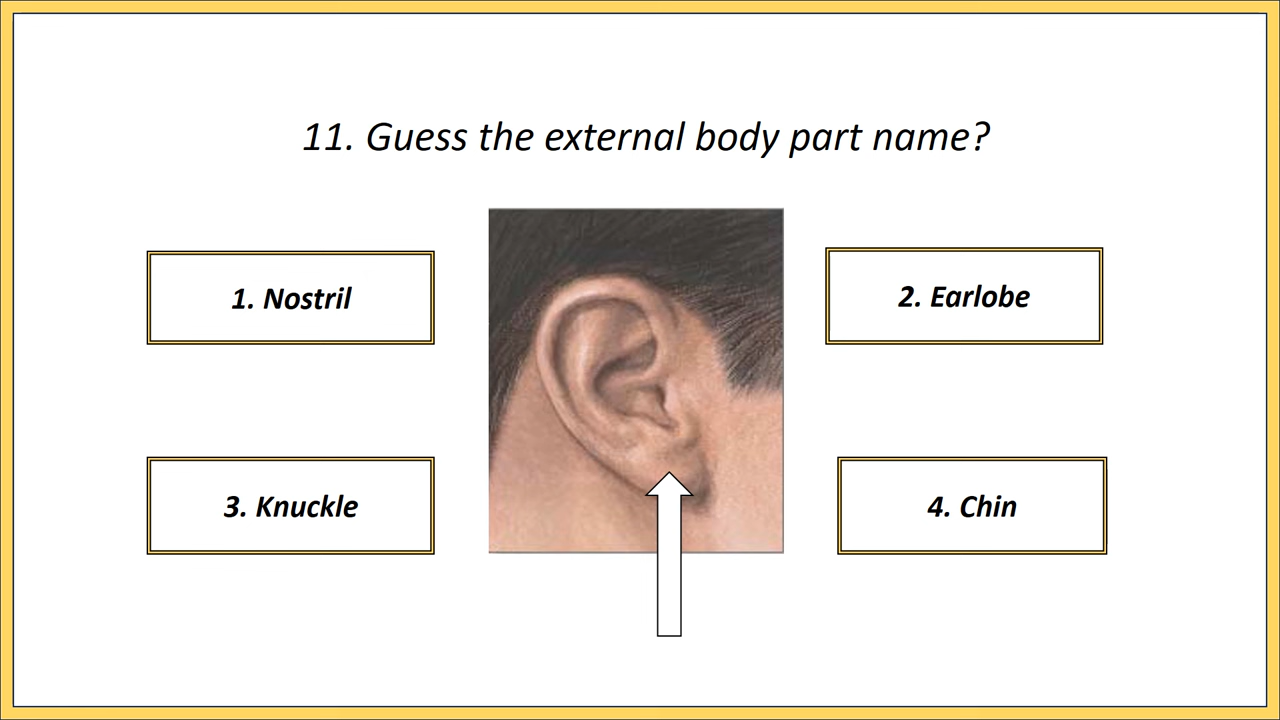 11. Guess the external body part name?
1. Nostril
2. Earlobe
3. Knuckle
4. Chin